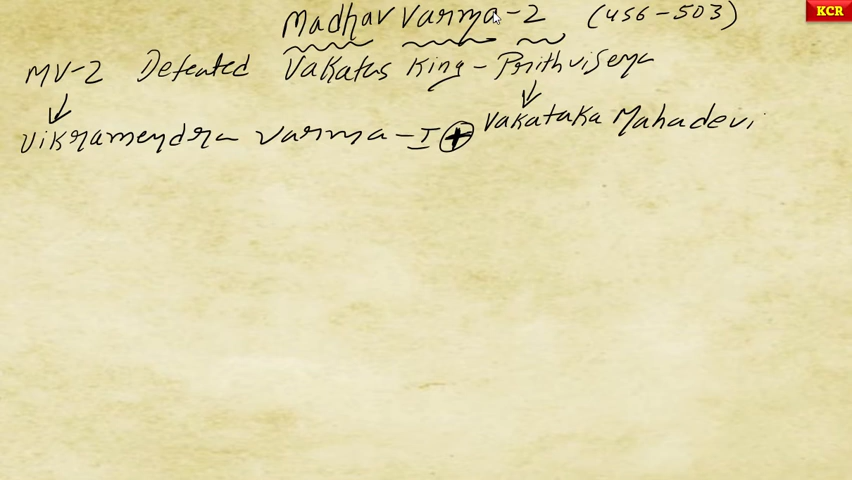 Madhav Varma-2 (456-503)
KCR
MV-2 Defeated Vakatas King - Prithvisena
Vikramendra Varma - I + Vakataka Mahadevi